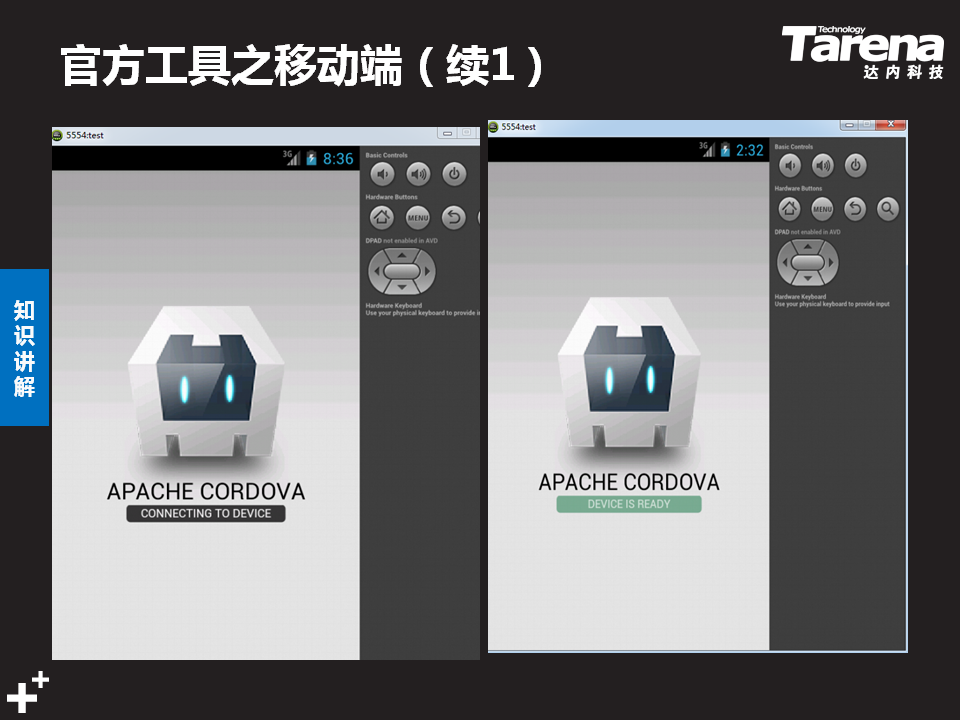 官方工具之移动端（续1）
Technology
Tarena
达内科技
知识讲解
5554:test
3G
8:36
Basic Controls
Hardware Buttons
MENU
DPAD not enabled in AVD
Hardware Keyboard
Use your physical keyboard to provide i
APACHE CORDOVA
CONNECTING TO DEVICE
5554:test
3G
2:32
Basic Controls
Hardware Buttons
MENU
DPAD not enabled in AVD
Hardware Keyboard
Use your physical keyboard to provide input
APACHE CORDOVA
DEVICE IS READY